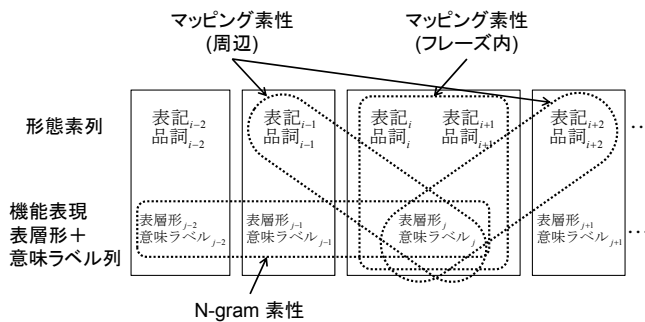 マッピング素性
(周辺)
マッピング素性
(フレーズ内)
形態素列
表記i−2
品詞i−2
表記i−1
品詞i−1
表記i
品詞i
表記i+1
品詞i+1
表記i+2
品詞i+2
…
機能表現
表層形＋
意味ラベル列
表層形j−2
意味ラベルj−2
表層形j−1
意味ラベルj−1
表層形j
意味ラベルj
表層形j+1
意味ラベルj+1
…
N-gram 素性